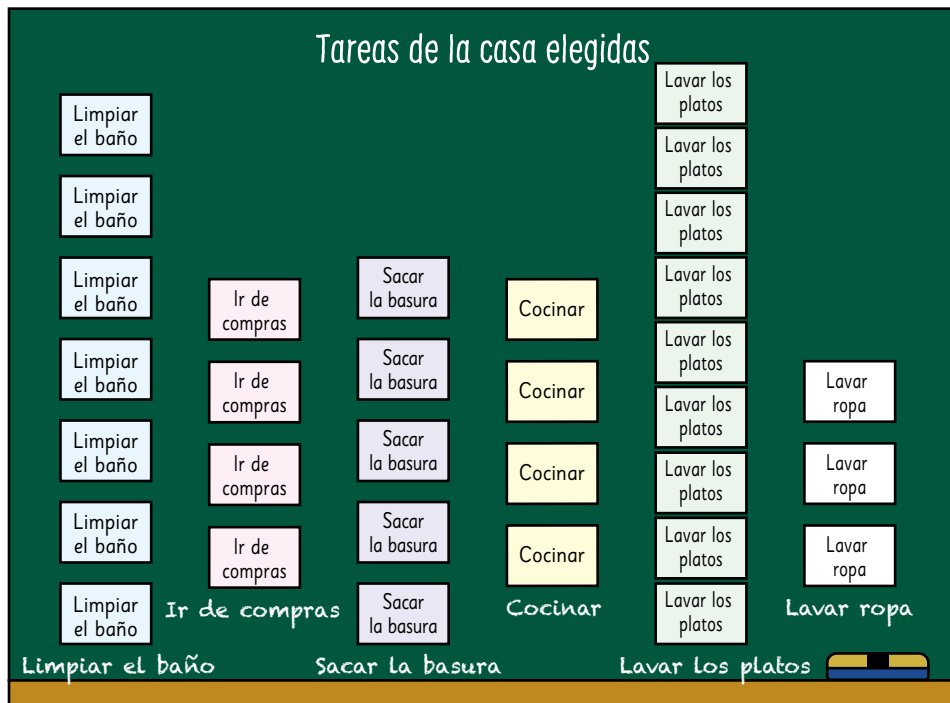 Tareas de la casa elegidas
Limpiar
el baño
Limpiar
el baño
Limpiar
el baño
Limpiar
el baño
Limpiar
el baño
Limpiar
el baño
Limpiar
el baño
Limpiar el baño
Ir de
compras
Ir de
compras
Ir de
compras
Ir de
compras
Ir de compras
Sacar
la basura
Sacar
la basura
Sacar
la basura
Sacar
la basura
Sacar
la basura
Sacar la basura
Cocinar
Cocinar
Cocinar
Cocinar
Cocinar
Lavar los
platos
Lavar los
platos
Lavar los
platos
Lavar los
platos
Lavar los
platos
Lavar los
platos
Lavar los
platos
Lavar los
platos
Lavar los
platos
Lavar los platos
Lavar
ropa
Lavar
ropa
Lavar
ropa
Lavar ropa